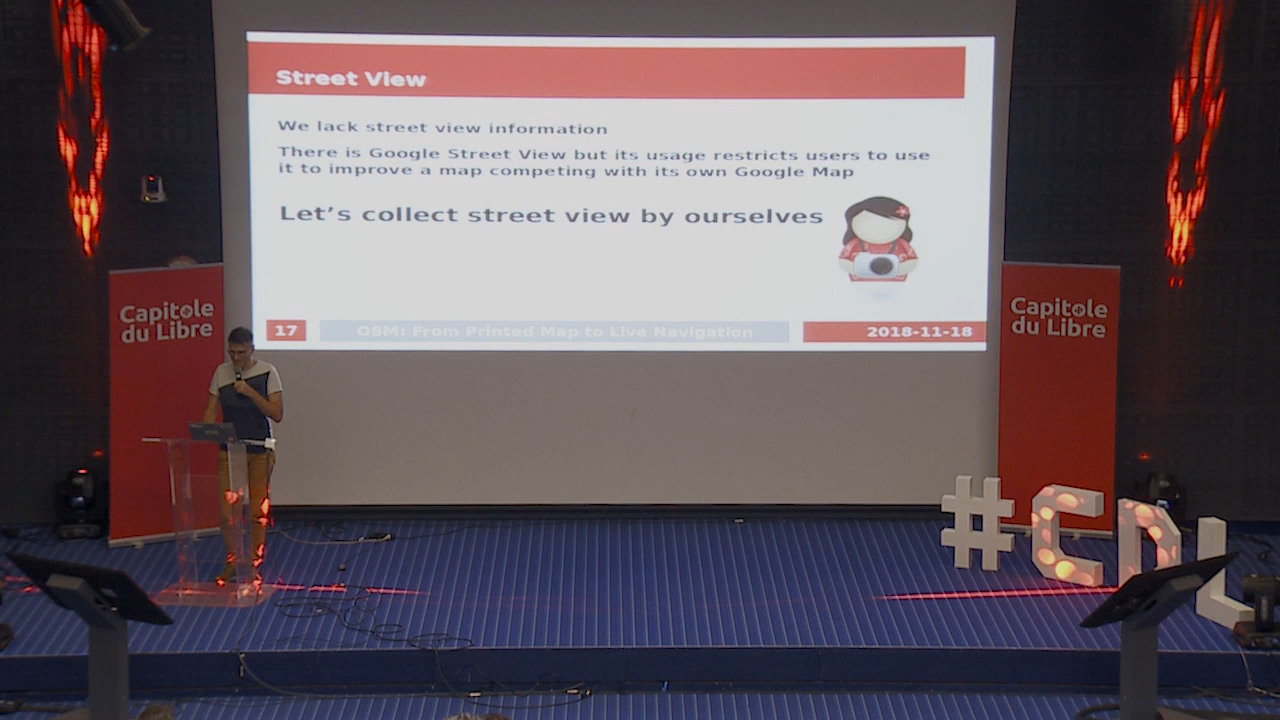 Street View
We lack street view information
There is Google Street View but its usage restricts users to use
it to improve a map competing with its own Google Map
Let's collect street view by ourselves
17
OSM: From Printed Map to Live Navigation
2018-11-18
Capitole
du Libre
Capitole
du Libre
#CDL